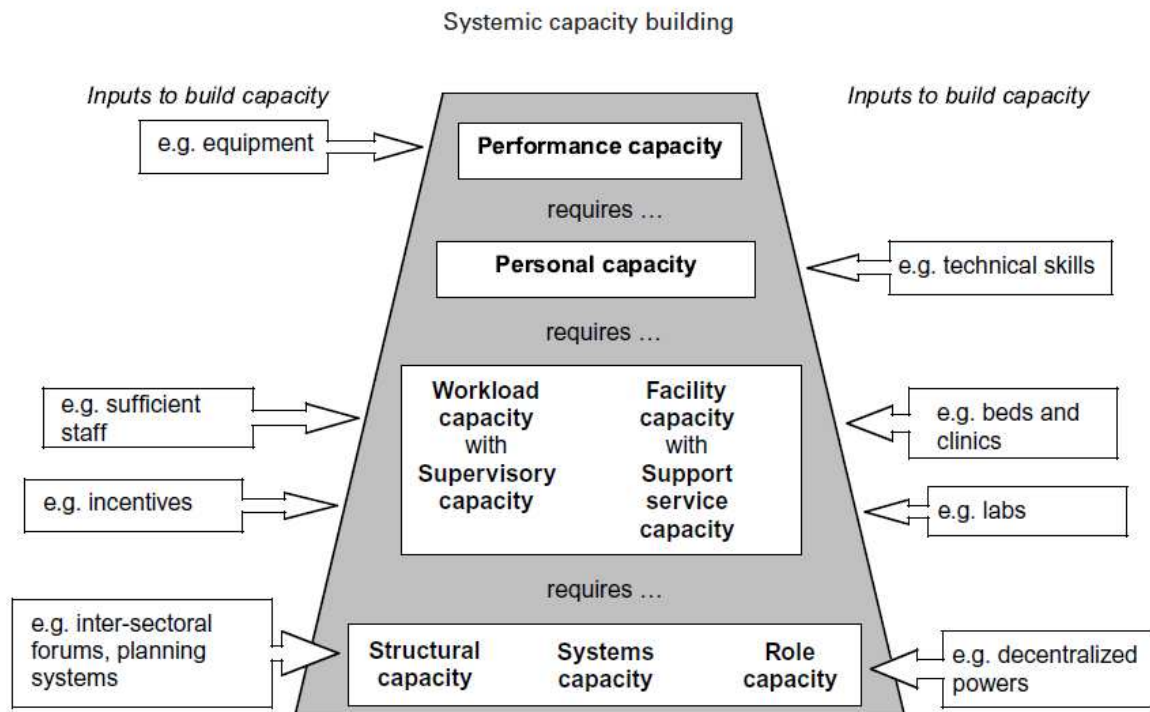 Systemic capacity building
Inputs to build capacity
Inputs to build capacity
e.g. equipment
Performance capacity
requires …
Personal capacity
e.g. technical skills
requires …
e.g. sufficient
staff
Workload
capacity
with
Supervisory
capacity
Facility
capacity
with
Support
service
capacity
e.g. beds and
clinics
e.g. incentives
e.g. labs
requires …
e.g. inter-sectoral
forums, planning
systems
Structural
capacity
Systems
capacity
Role
capacity
e.g. decentralized
powers